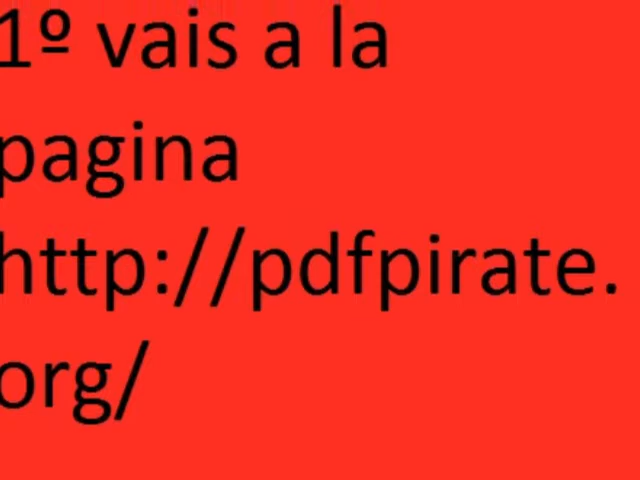 1º vais a la
pagina
http://pdfpirate.
org/